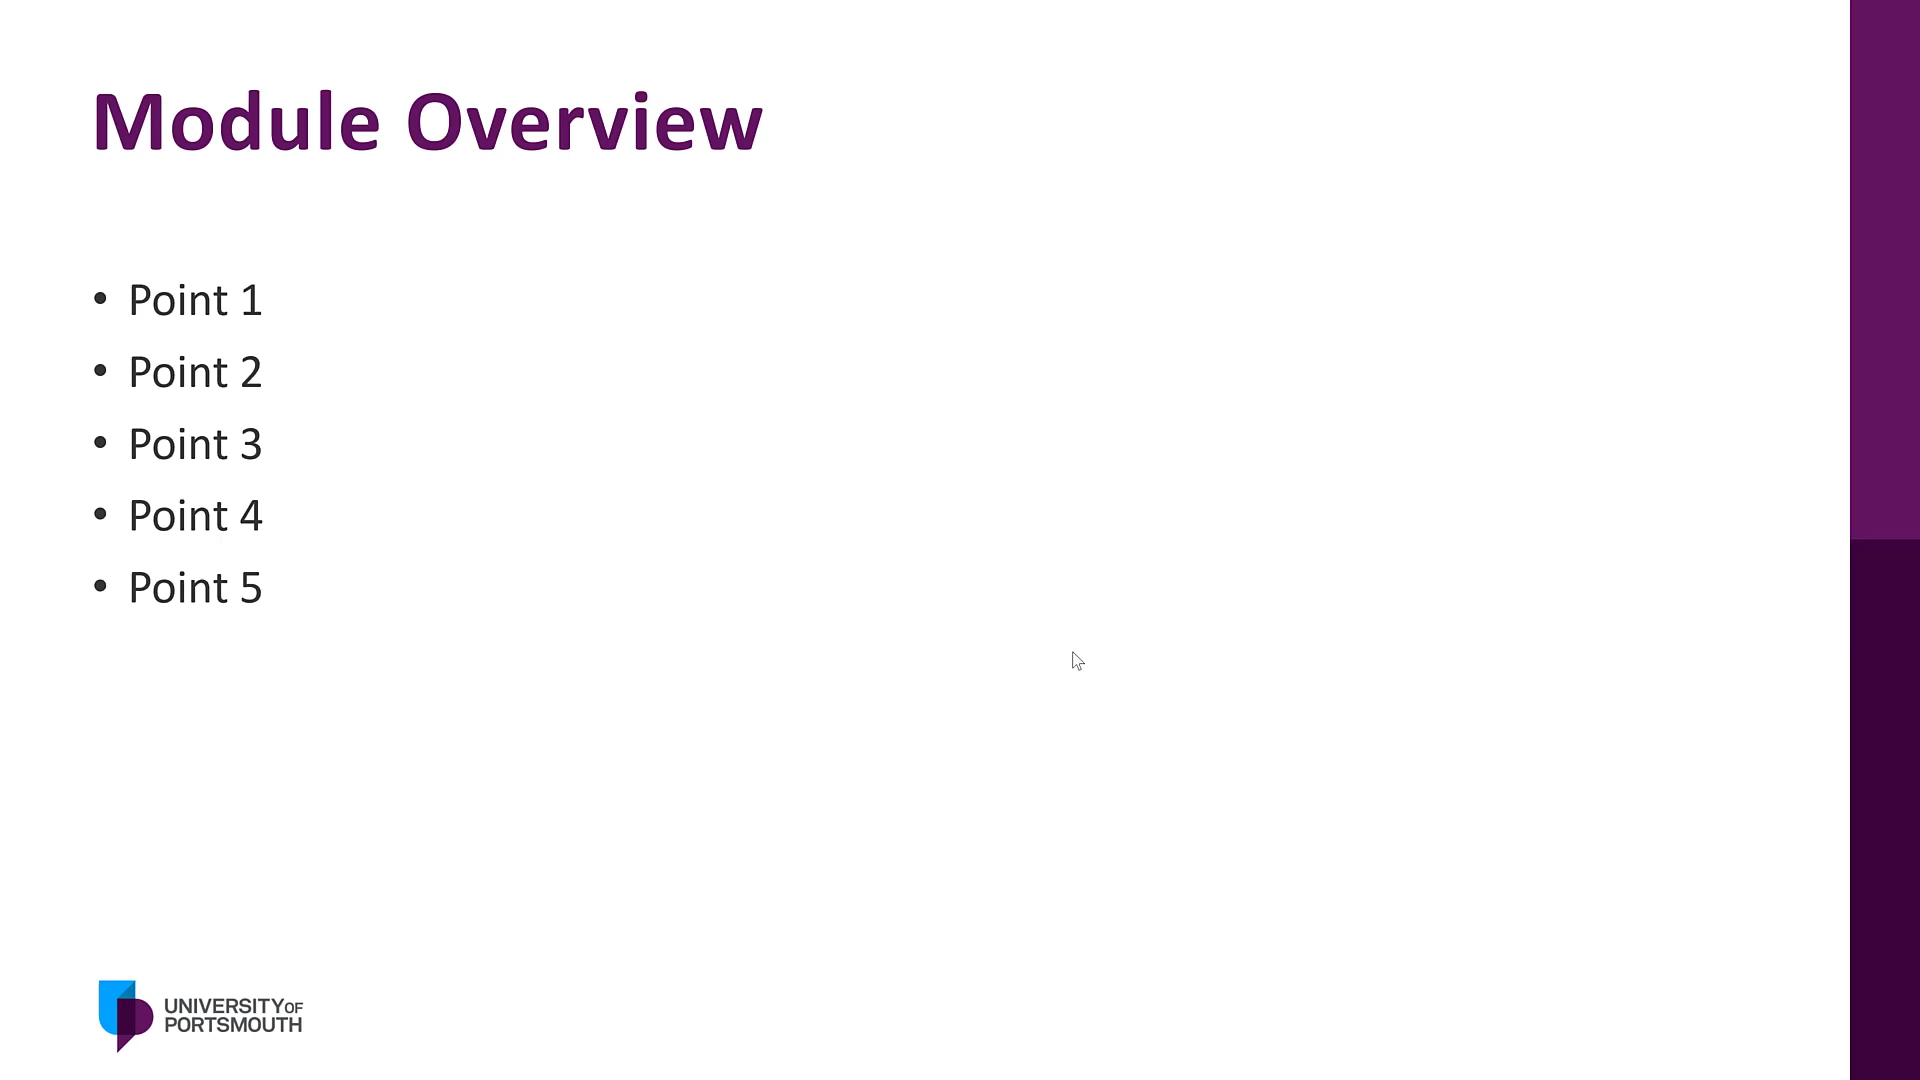 Module Overview
• Point 1
• Point 2
• Point 3
• Point 4
• Point 5
UNIVERSITY OF
PORTSMOUTH